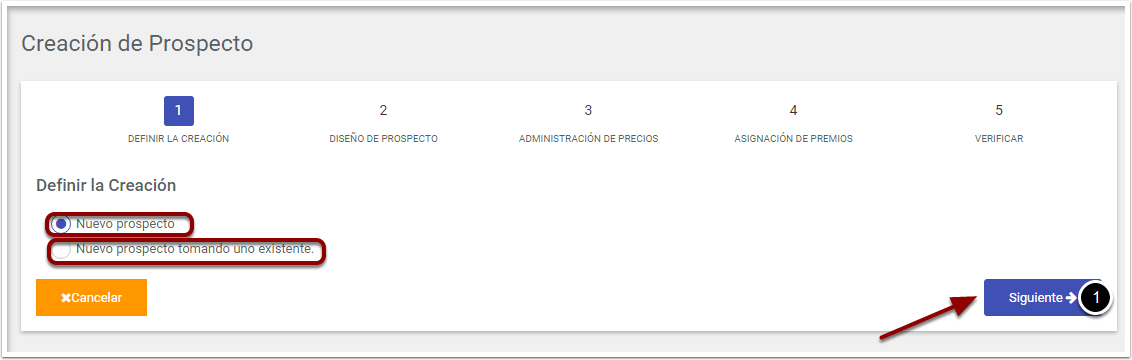 Creación de Prospecto
1 2 3 4 5
DEFINIR LA CREACIÓN DISEÑO DE PROSPECTO ADMINISTRACIÓN DE PRECIOS ASIGNACIÓN DE PREMIOS VERIFICAR
Definir la Creación
Nuevo prospecto
Nuevo prospecto tomando uno existente.
Cancelar Siguiente 1